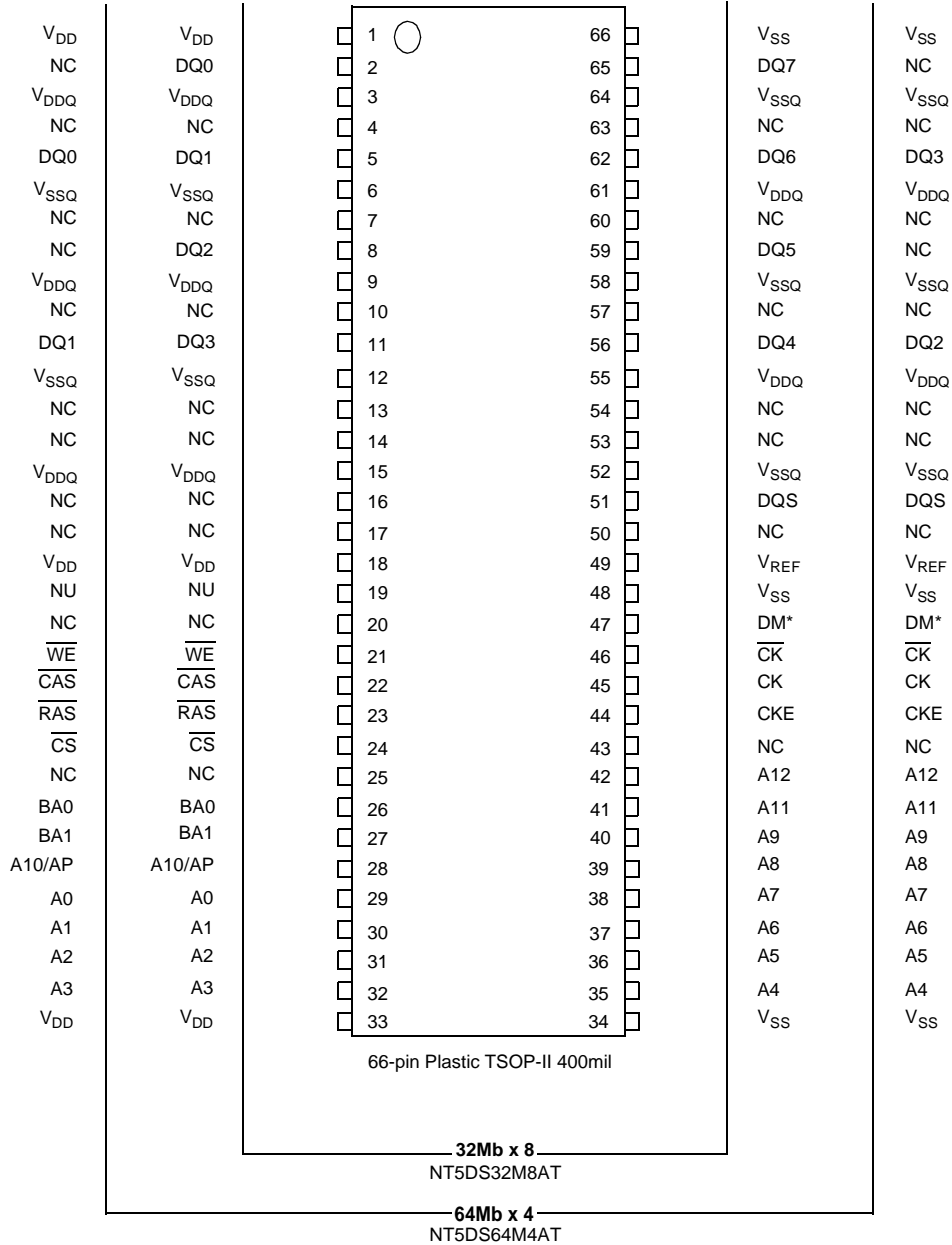 VDD VDD 1 66 VSS VSS
NC DQ0 2 65 DQ7 NC
VDDQ VDDQ 3 64 VSSQ VSSQ
NC NC 4 63 NC NC
DQ0 DQ1 5 62 DQ6 DQ3
VSSQ VSSQ 6 61 VDDQ VDDQ
NC NC 7 60 NC NC
NC DQ2 8 59 DQ5 NC
VDDQ VDDQ 9 58 VSSQ VSSQ
NC NC 10 57 NC NC
DQ1 DQ3 11 56 DQ4 DQ2
VSSQ VSSQ 12 55 VDDQ VDDQ
NC NC 13 54 NC NC
NC NC 14 53 NC NC
VDDQ VDDQ 15 52 VSSQ VSSQ
NC NC 16 51 DQS DQS
NC NC 17 50 NC NC
VDD VDD 18 49 VREF VREF
NU NU 19 48 VSS VSS
NC NC 20 47 DM* DM*
W̅E̅ W̅E̅ 21 46 C̅K̅ C̅K̅
C̅A̅S̅ C̅A̅S̅ 22 45 CK CK
R̅A̅S̅ R̅A̅S̅ 23 44 CKE CKE
C̅S̅ C̅S̅ 24 43 NC NC
NC NC 25 42 A12 A12
BA0 BA0 26 41 A11 A11
BA1 BA1 27 40 A9 A9
A10/AP A10/AP 28 39 A8 A8
A0 A0 29 38 A7 A7
A1 A1 30 37 A6 A6
A2 A2 31 36 A5 A5
A3 A3 32 35 A4 A4
VDD VDD 33 34 VSS VSS
66-pin Plastic TSOP-II 400mil
32Mb x 8
NT5DS32M8AT
64Mb x 4
NT5DS64M4AT